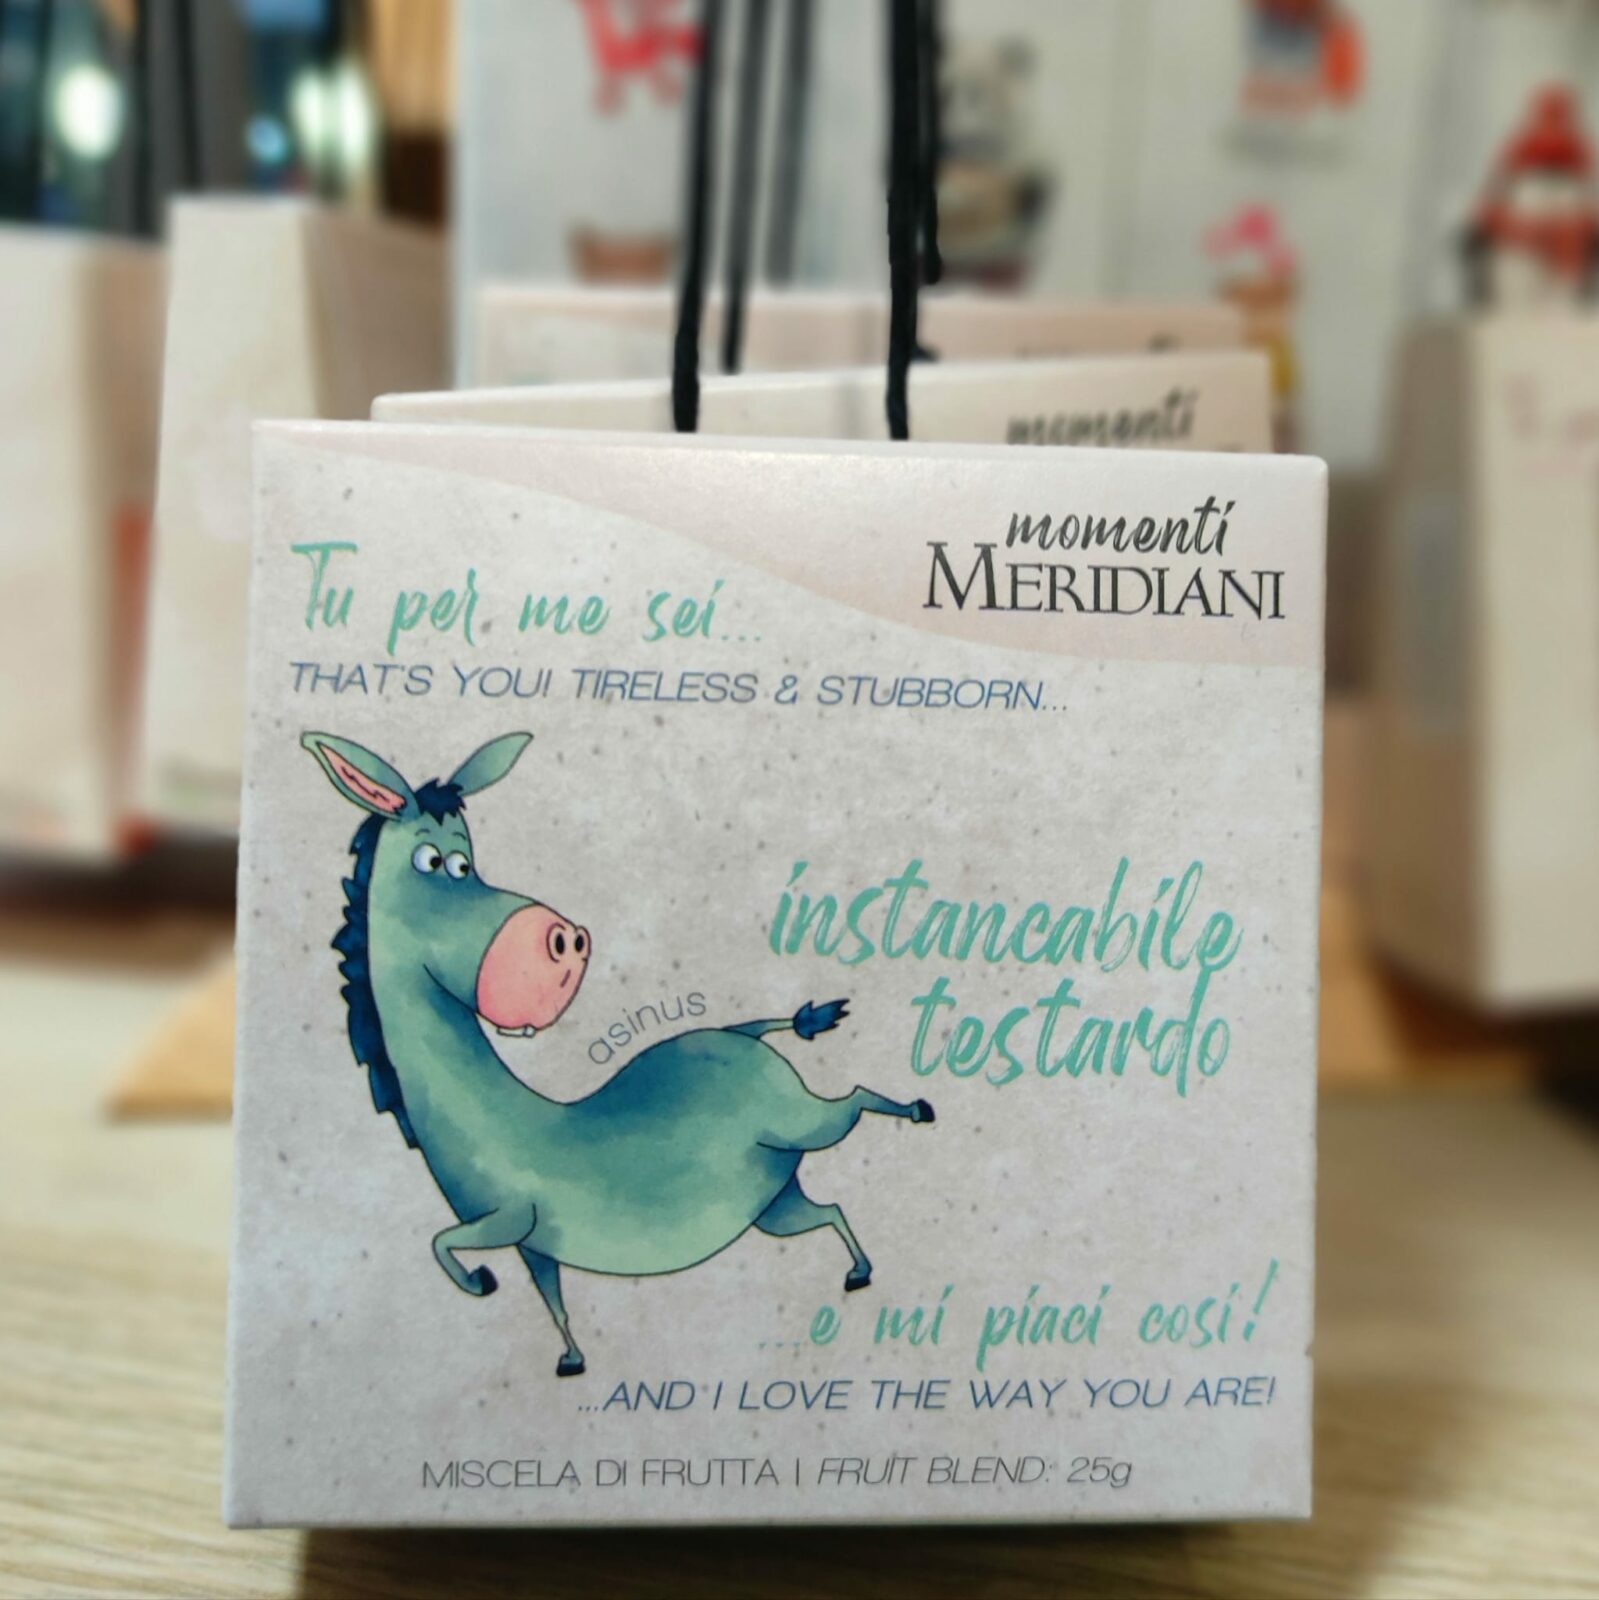 momenti
momenti
MERIDIANI
Tu per me sei...
THAT'S YOU! TIRELESS & STUBBORN...
instancabile
testardo
asinus
...e mi piaci così!
...AND I LOVE THE WAY YOU ARE!
MISCELA DI FRUTTA | FRUIT BLEND: 25g